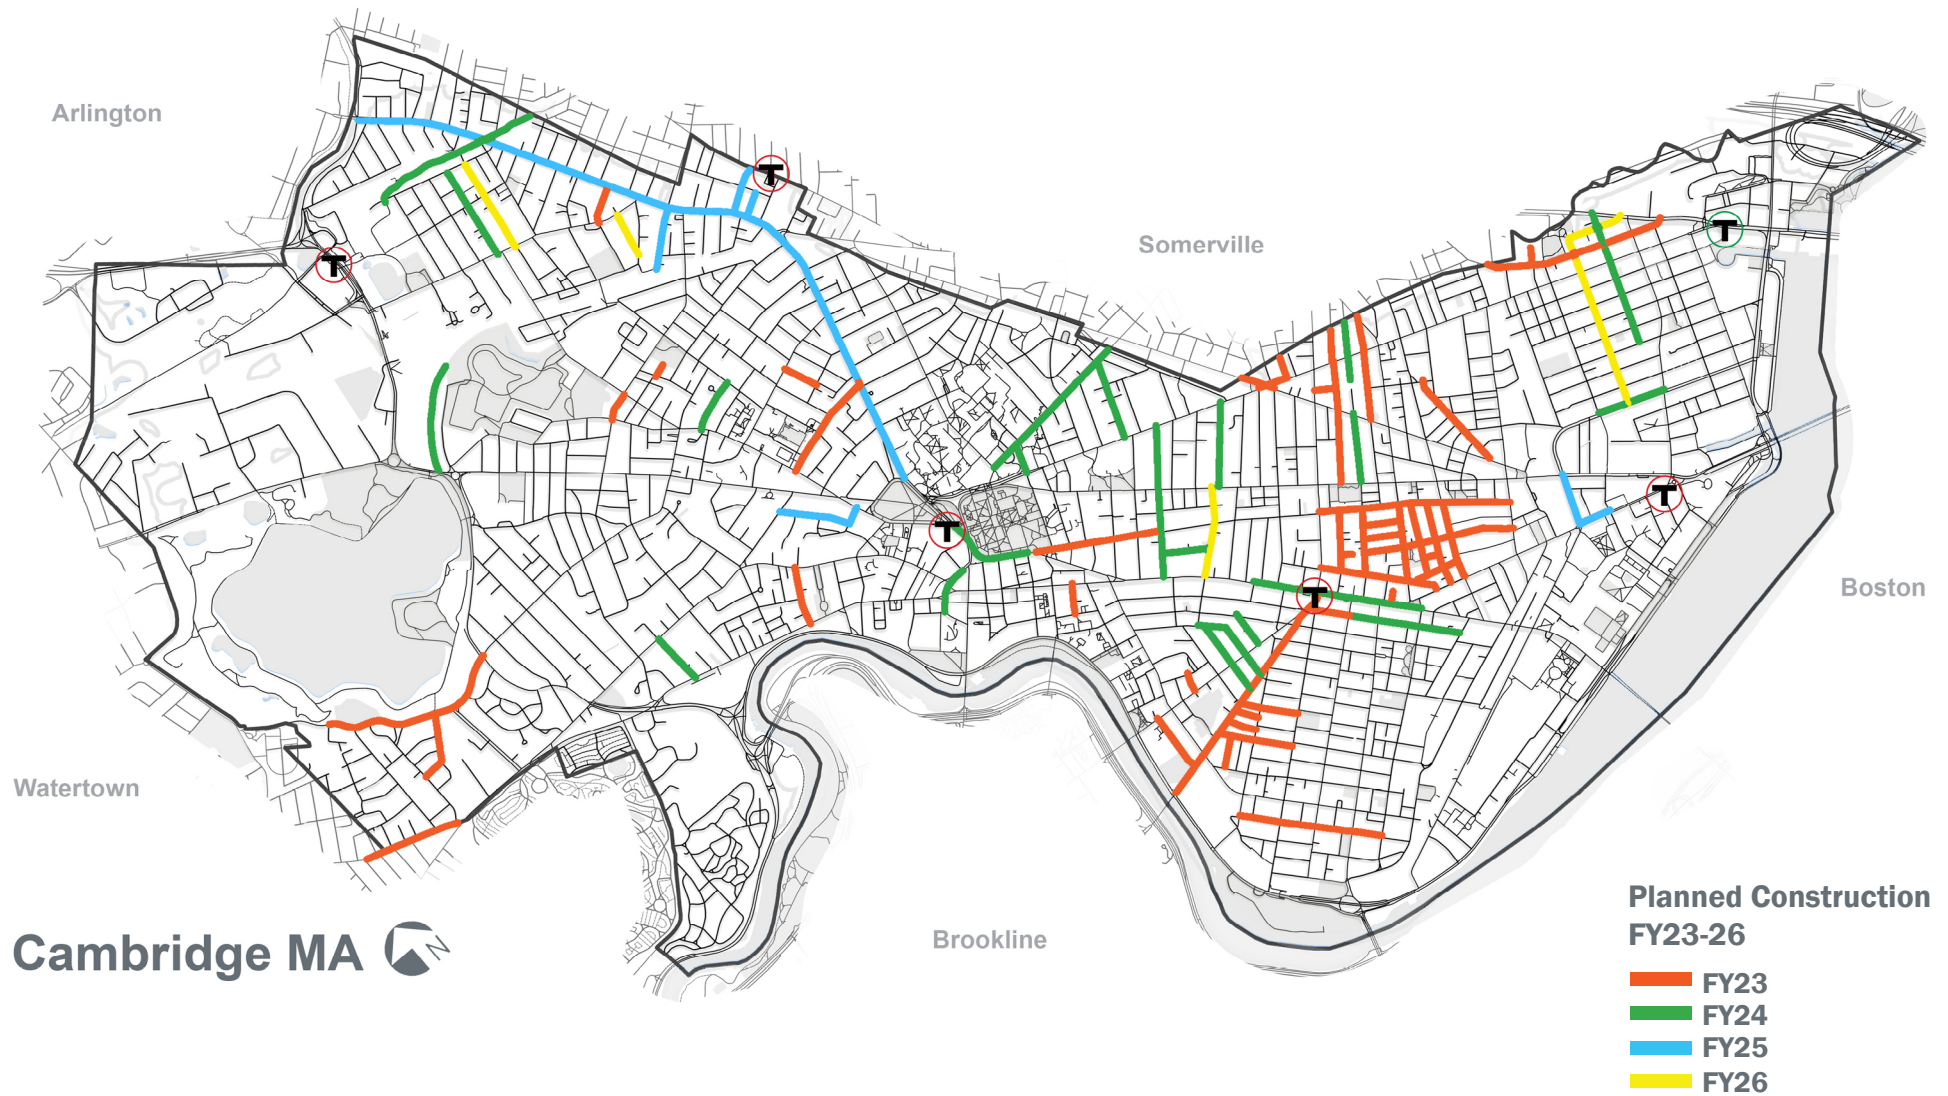 Arlington
Somerville
Boston
Watertown
Brookline
Cambridge MA
N
T
T
T
T
T
T
Planned Construction
FY23-26
FY23
FY24
FY25
FY26